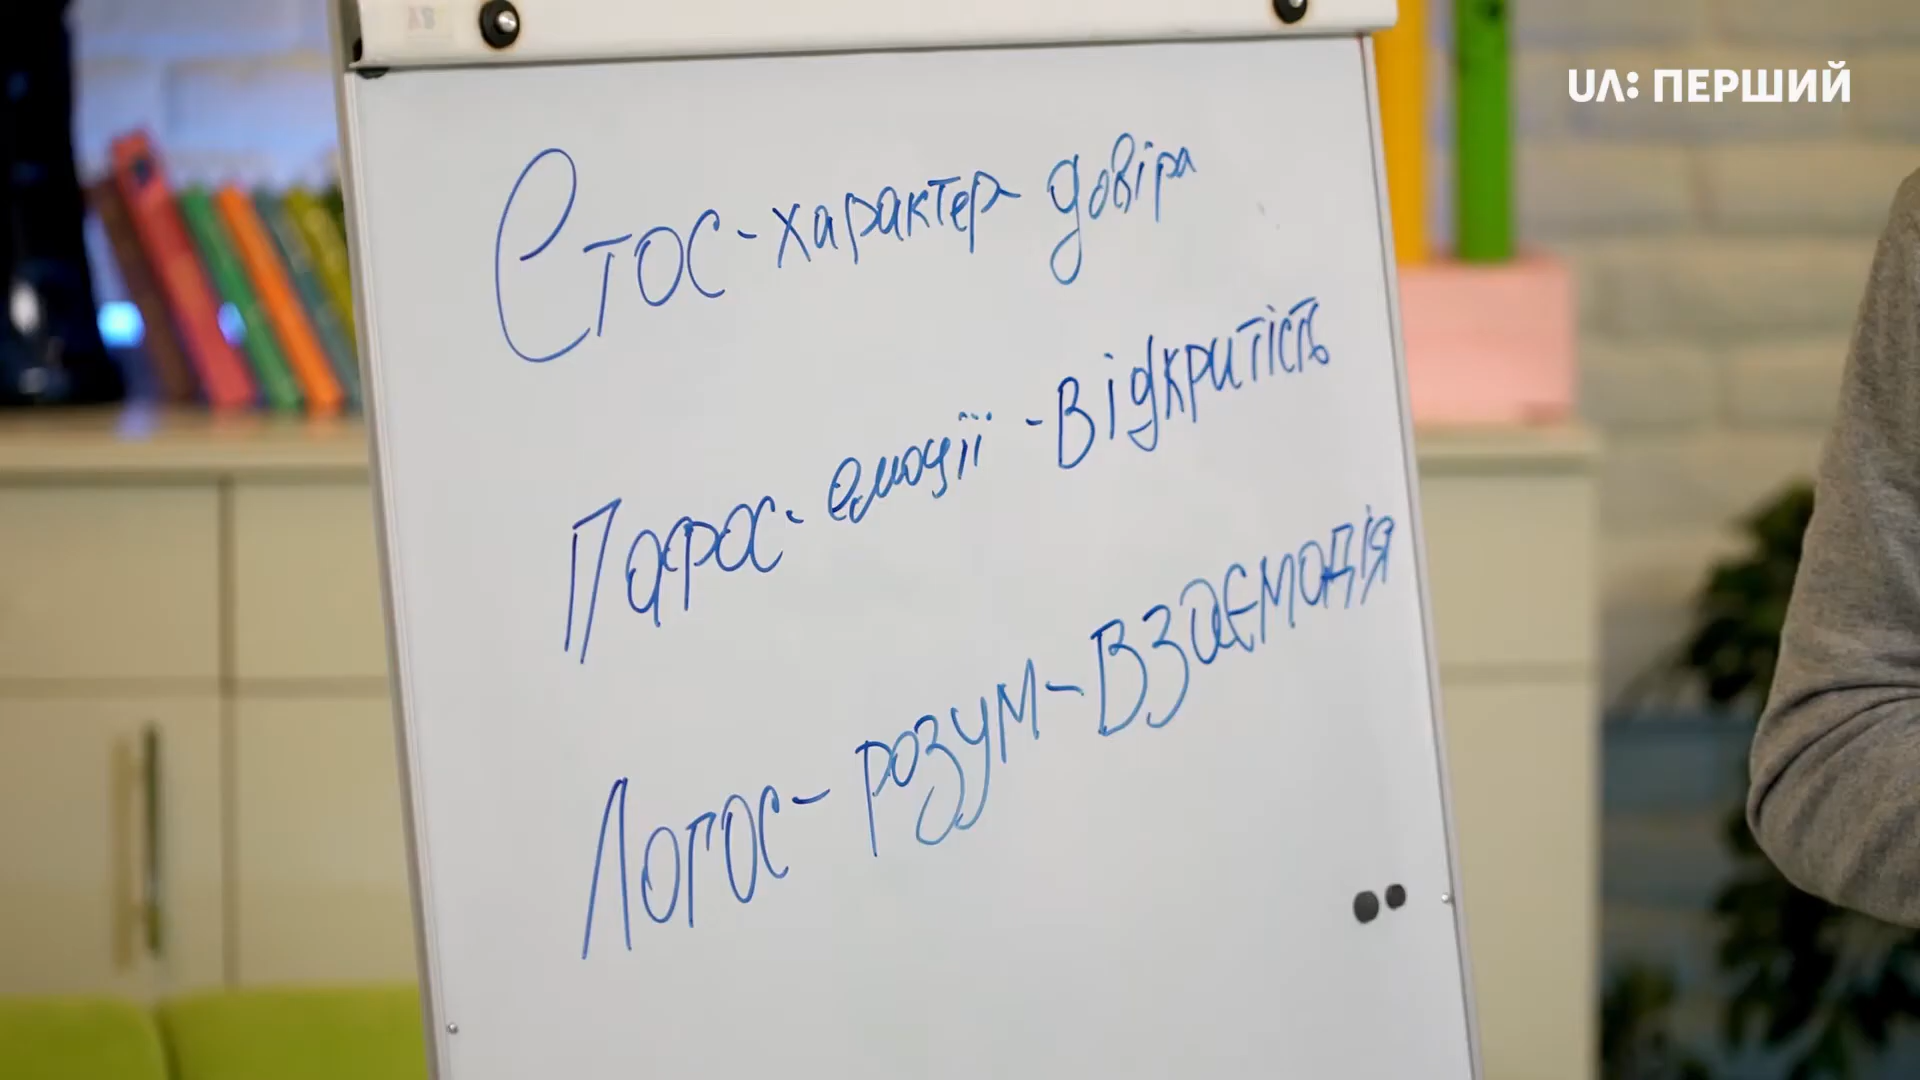 UA: ПЕРШИЙ
Етос-характер довіра
Пафос-емоції-Відкритість
Логос-розум-Взаємодія